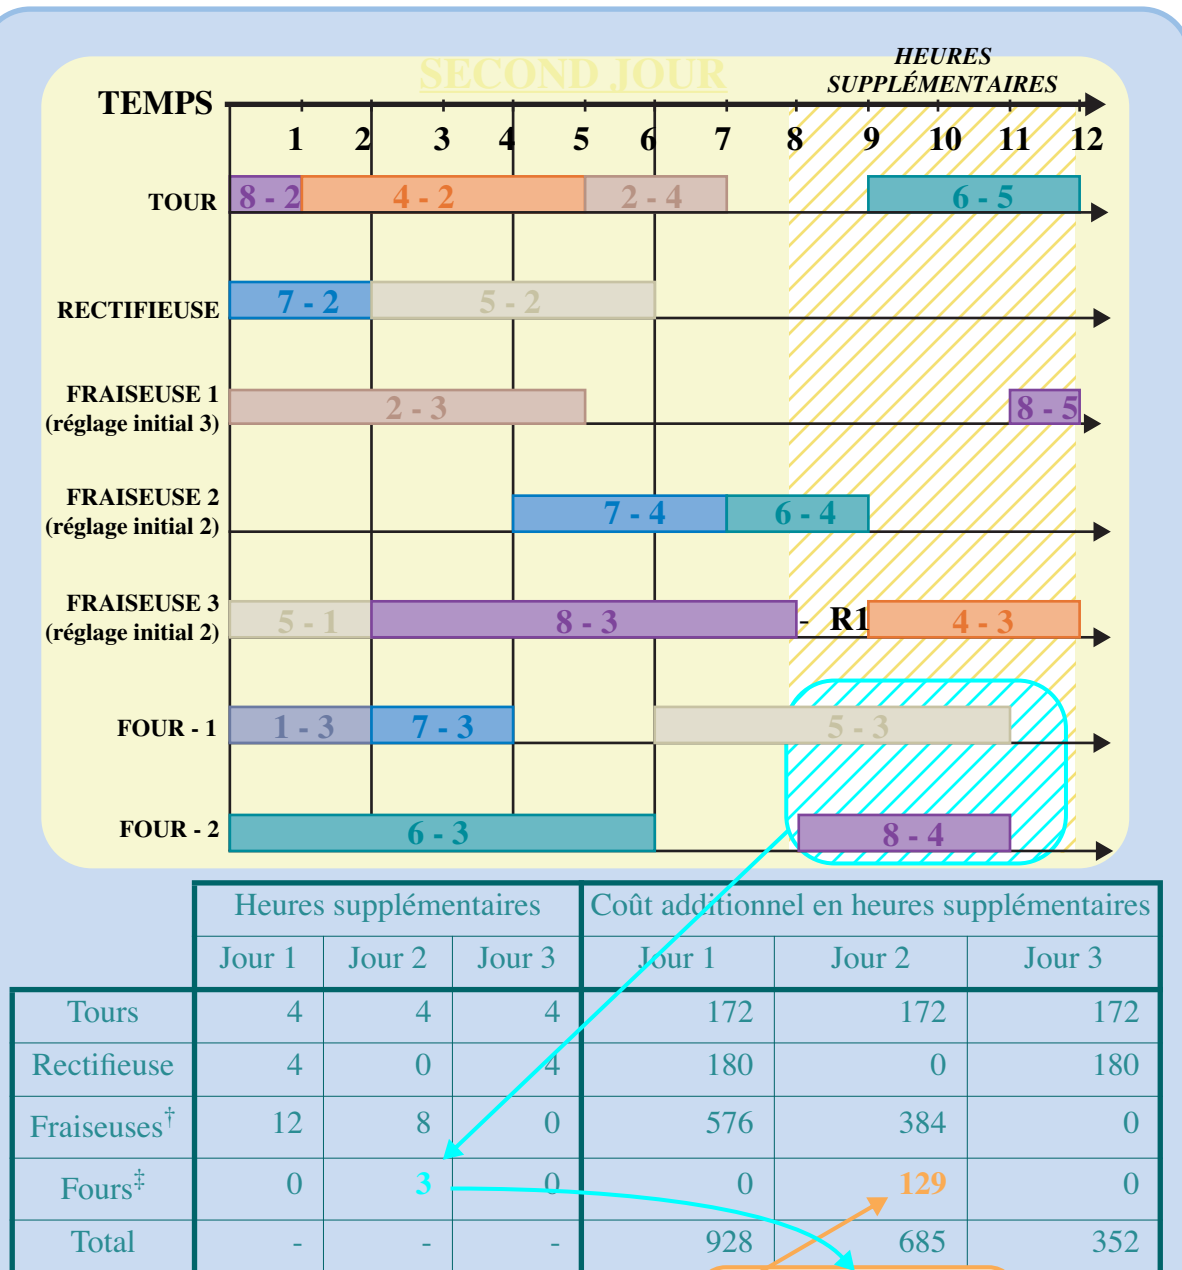 SECOND JOUR
HEURES
SUPPLÉMENTAIRES
TEMPS
1 2 3 4 5 6 7 8 9 10 11 12
TOUR
8 - 2 4 - 2 2 - 4 6 - 5
RECTIFIEUSE
7 - 2 5 - 2
FRAISEUSE 1
(réglage initial 3)
2 - 3 8 - 5
FRAISEUSE 2
(réglage initial 2)
7 - 4 6 - 4
FRAISEUSE 3
(réglage initial 2)
5 - 1 8 - 3 - R1 4 - 3
FOUR - 1
1 - 3 7 - 3 5 - 3
FOUR - 2
6 - 3 8 - 4
Heures supplémentaires Coût additionnel en heures supplémentaires
Jour 1 Jour 2 Jour 3 Jour 1 Jour 2 Jour 3
Tours 4 4 4 172 172 172
Rectifieuse 4 0 4 180 0 180
Fraiseuses† 12 8 0 576 384 0
Fours‡ 0 3 0 0 129 0
Total - - - 928 685 352